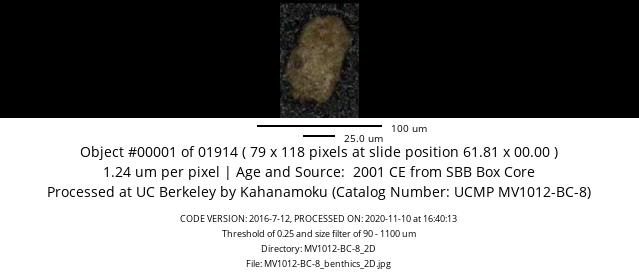 100 um
25.0 um
Object #00001 of 01914 ( 79 x 118 pixels at slide position 61.81 x 00.00 )
1.24 um per pixel | Age and Source:  2001 CE from SBB Box Core
Processed at UC Berkeley by Kahanamoku (Catalog Number: UCMP MV1012-BC-8)
CODE VERSION: 2016-7-12, PROCESSED ON: 2020-11-10 at 16:40:13
Threshold of 0.25 and size filter of 90 - 1100 um
Directory: MV1012-BC-8_2D
File: MV1012-BC-8_benthics_2D.jpg